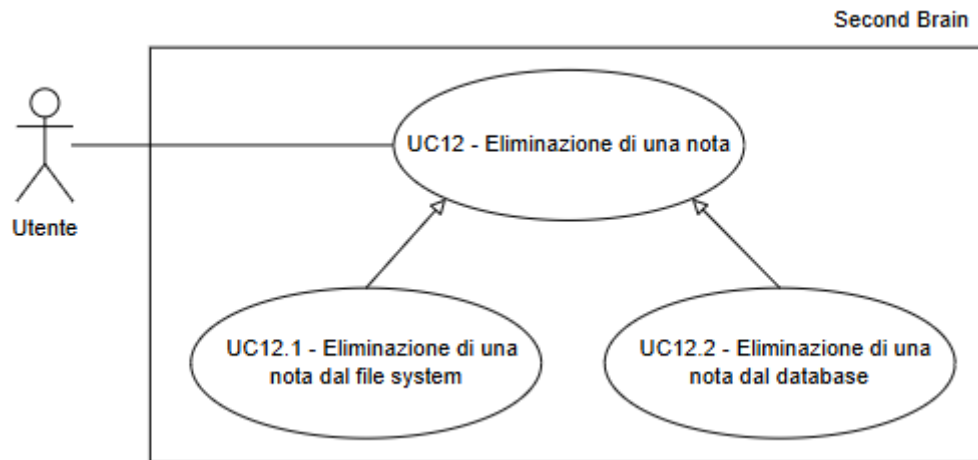 Second Brain
UC12 - Eliminazione di una nota
Utente
UC12.1 - Eliminazione di una
nota dal file system
UC12.2 - Eliminazione di una
nota dal database